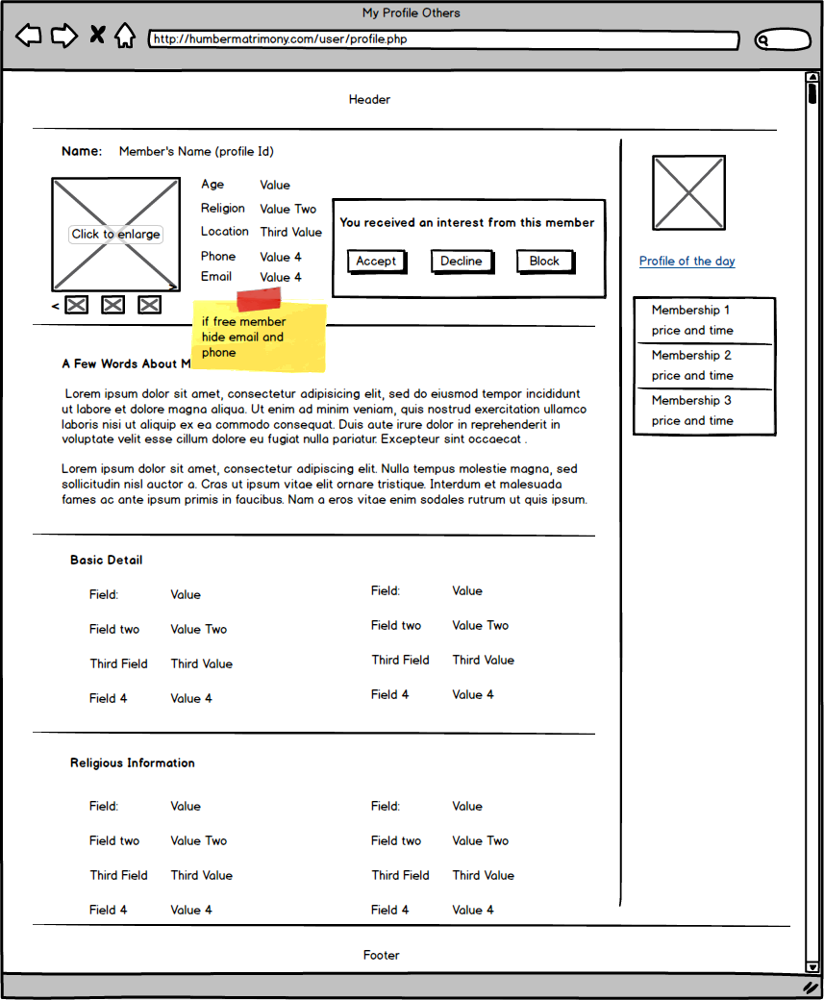 My Profile Others
http://humbermatrimony.com/user/profile.php
Header
Name: Member's Name (profile Id)
Click to enlarge
<
>
Age Value
Religion Value Two
Location Third Value
Phone Value 4
Email Value 4
if free member
hide email and
phone
You received an interest from this member
Accept Decline Block
Profile of the day
Membership 1
price and time
Membership 2
price and time
Membership 3
price and time
A Few Words About M
Lorem ipsum dolor sit amet, consectetur adipisicing elit, sed do eiusmod tempor incididunt
ut labore et dolore magna aliqua. Ut enim ad minim veniam, quis nostrud exercitation ullamco
laboris nisi ut aliquip ex ea commodo consequat. Duis aute irure dolor in reprehenderit in
voluptate velit esse cillum dolore eu fugiat nulla pariatur. Excepteur sint occaecat .
Lorem ipsum dolor sit amet, consectetur adipiscing elit. Nulla tempus molestie magna, sed
sollicitudin nisl auctor a. Cras ut ipsum vitae elit ornare tristique. Interdum et malesuada
fames ac ante ipsum primis in faucibus. Nam a eros vitae enim sodales rutrum ut quis ipsum.
Basic Detail
Field: Value Field: Value
Field two Value Two Field two Value Two
Third Field Third Value Third Field Third Value
Field 4 Value 4 Field 4 Value 4
Religious Information
Field: Value Field: Value
Field two Value Two Field two Value Two
Third Field Third Value Third Field Third Value
Field 4 Value 4 Field 4 Value 4
Footer